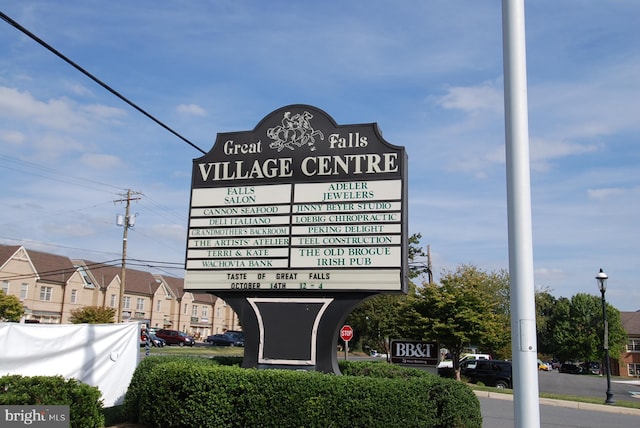 Great Falls
VILLAGE CENTRE
FALLS
SALON
CANNON SEAFOOD
DELI ITALIANO
GRANDMOTHER'S BACKROOM
THE ARTISTS' ATELIER
TERRI & KATE
WACHOVIA BANK
ADELER
JEWELERS
JINNY BEYER STUDIO
LOEBIG CHIROPRACTIC
PEKING DELIGHT
TEEL CONSTRUCTION
THE OLD BROGUE
IRISH PUB
TASTE OF GREAT FALLS
OCTOBER 14TH 12 - 4
STOP
BB&T
bright MLS